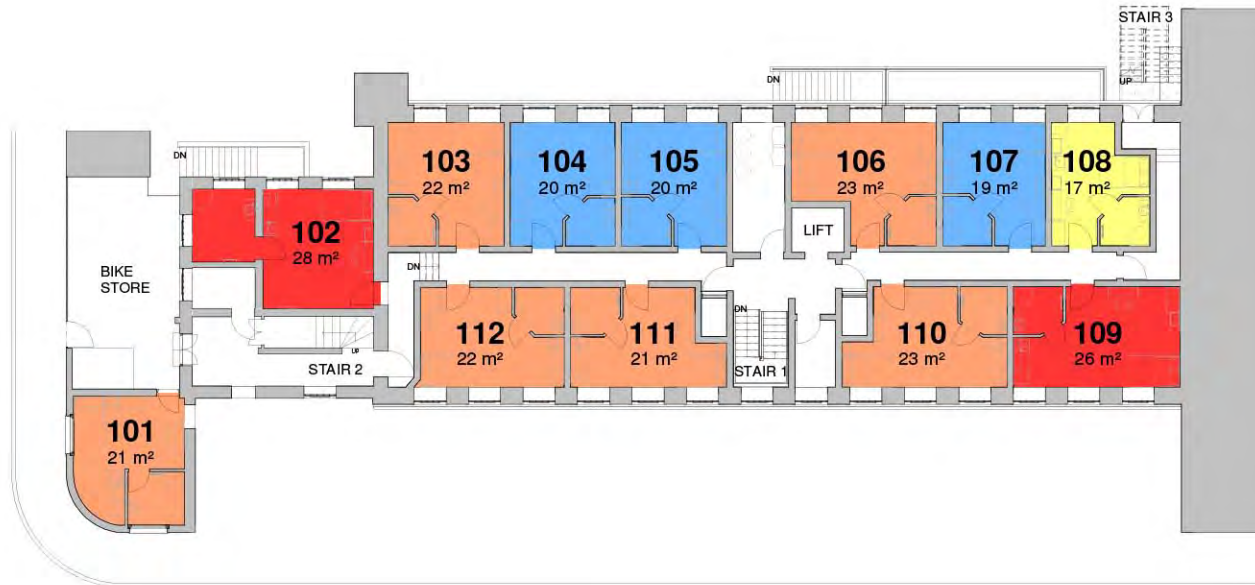 STAIR 3
UP
DN
DN
103
22 m²
104
20 m²
105
20 m²
106
23 m²
107
19 m²
108
17 m²
102
28 m²
LIFT
BIKE
STORE
DN
112
22 m²
111
21 m²
DN
STAIR 1
110
23 m²
109
26 m²
UP
STAIR 2
101
21 m²